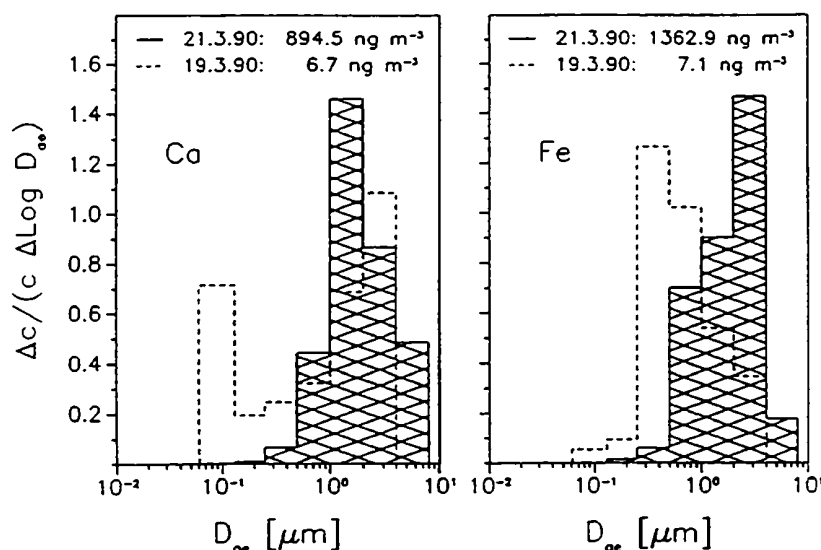 — 21.3.90: 894.5 ng m⁻³
--- 19.3.90: 6.7 ng m⁻³
Ca
1.6
1.4
1.2
1.0
0.8
0.6
0.4
0.2
Δc/(c ΔLog D_ae)
10⁻² 10⁻¹ 10⁰ 10¹
D_ae [μm]
— 21.3.90: 1362.9 ng m⁻³
--- 19.3.90: 7.1 ng m⁻³
Fe
10⁻² 10⁻¹ 10⁰ 10¹
D_ae [μm]